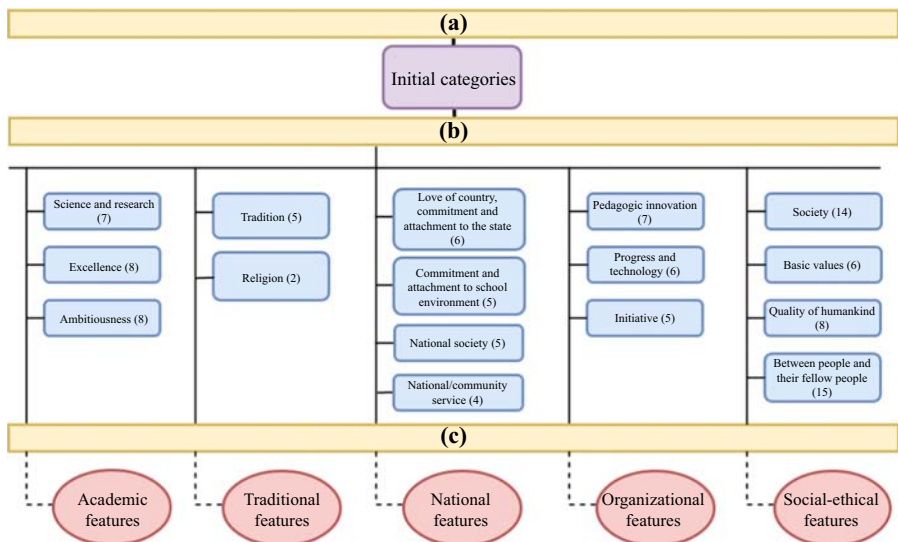 (a)
Initial categories
(b)
Science and research
(7)
Excellence (8)
Ambitiousness (8)
Tradition (5)
Religion (2)
Love of country,
commitment and
attachment to the state
(6)
Commitment and
attachment to school
environment (5)
National society (5)
National/community
service (4)
Pedagogic innovation
(7)
Progress and
technology (6)
Initiative (5)
Society (14)
Basic values (6)
Quality of humankind
(8)
Between people and
their fellow people
(15)
(c)
Academic
features
Traditional
features
National
features
Organizational
features
Social-ethical
features